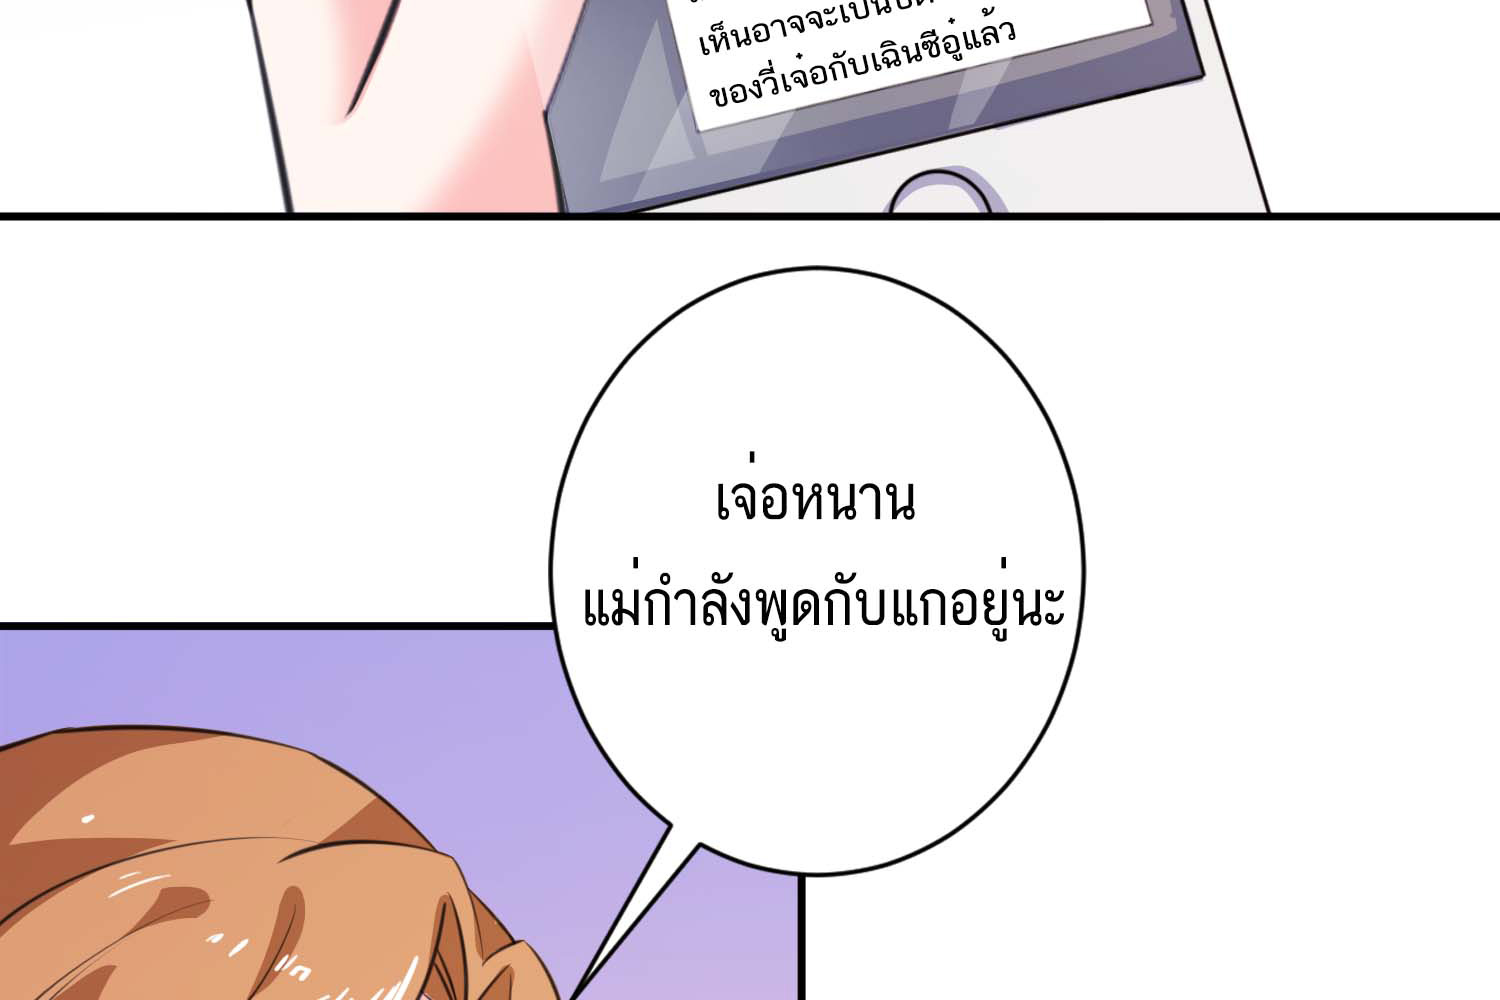 เห็นอาจจะเป็น
ของวี่เจ๋อกับเฉินซีอู๋แล้ว
เจ่อหนาน
แม่กำลังพูดกับแกอยู่นะ